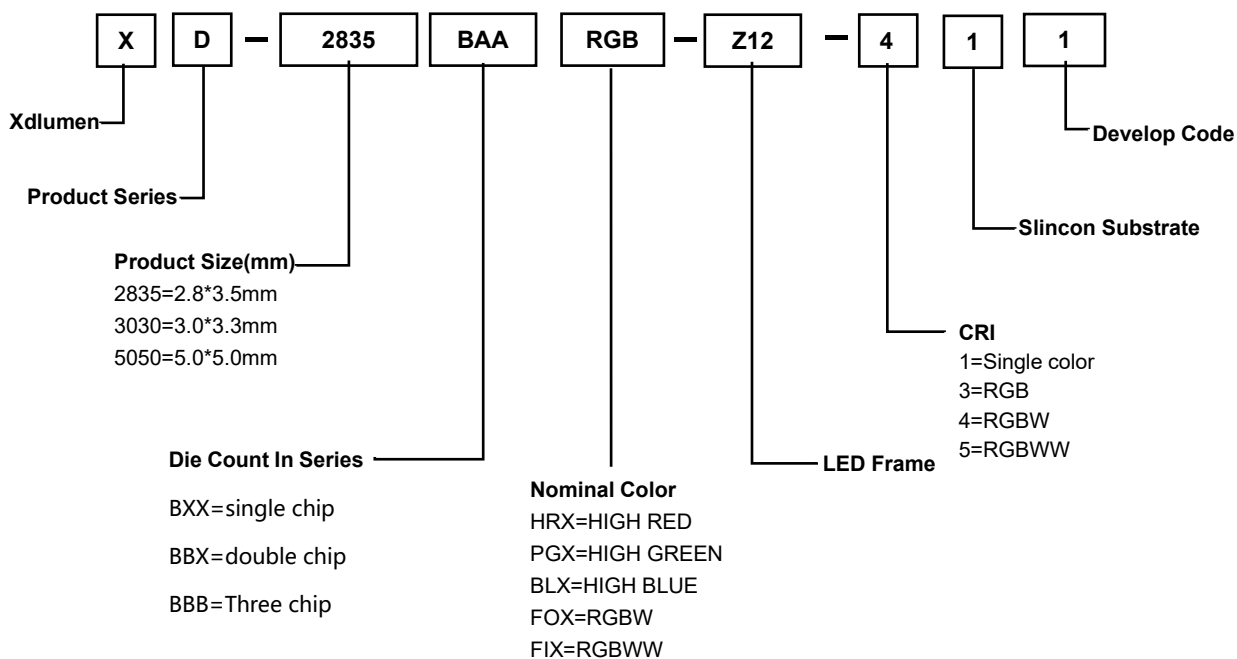 X D – 2835 BAA RGB – Z12 – 4 1 1
Xdlumen
Develop Code
Product Series
Slincon Substrate
Product Size(mm)
2835=2.8*3.5mm
3030=3.0*3.3mm
5050=5.0*5.0mm
CRI
1=Single color
3=RGB
4=RGBW
5=RGBWW
Die Count In Series
BXX=single chip
BBX=double chip
BBB=Three chip
LED Frame
Nominal Color
HRX=HIGH RED
PGX=HIGH GREEN
BLX=HIGH BLUE
FOX=RGBW
FIX=RGBWW